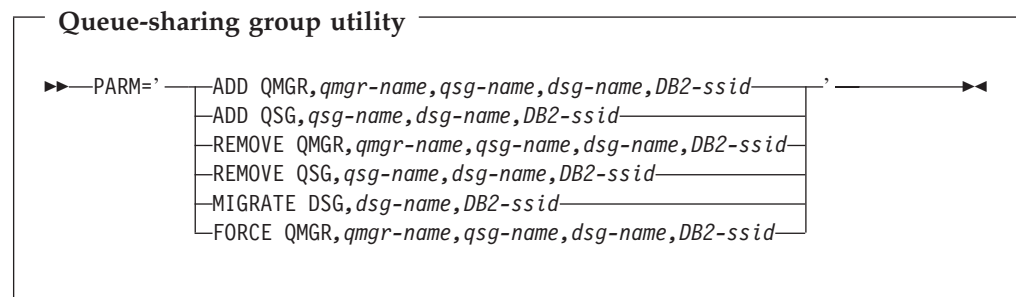 Queue-sharing group utility
PARM=' ADD QMGR,qmgr-name,qsg-name,dsg-name,DB2-ssid '
ADD QSG,qsg-name,dsg-name,DB2-ssid
REMOVE QMGR,qmgr-name,qsg-name,dsg-name,DB2-ssid
REMOVE QSG,qsg-name,dsg-name,DB2-ssid
MIGRATE DSG,dsg-name,DB2-ssid
FORCE QMGR,qmgr-name,qsg-name,dsg-name,DB2-ssid